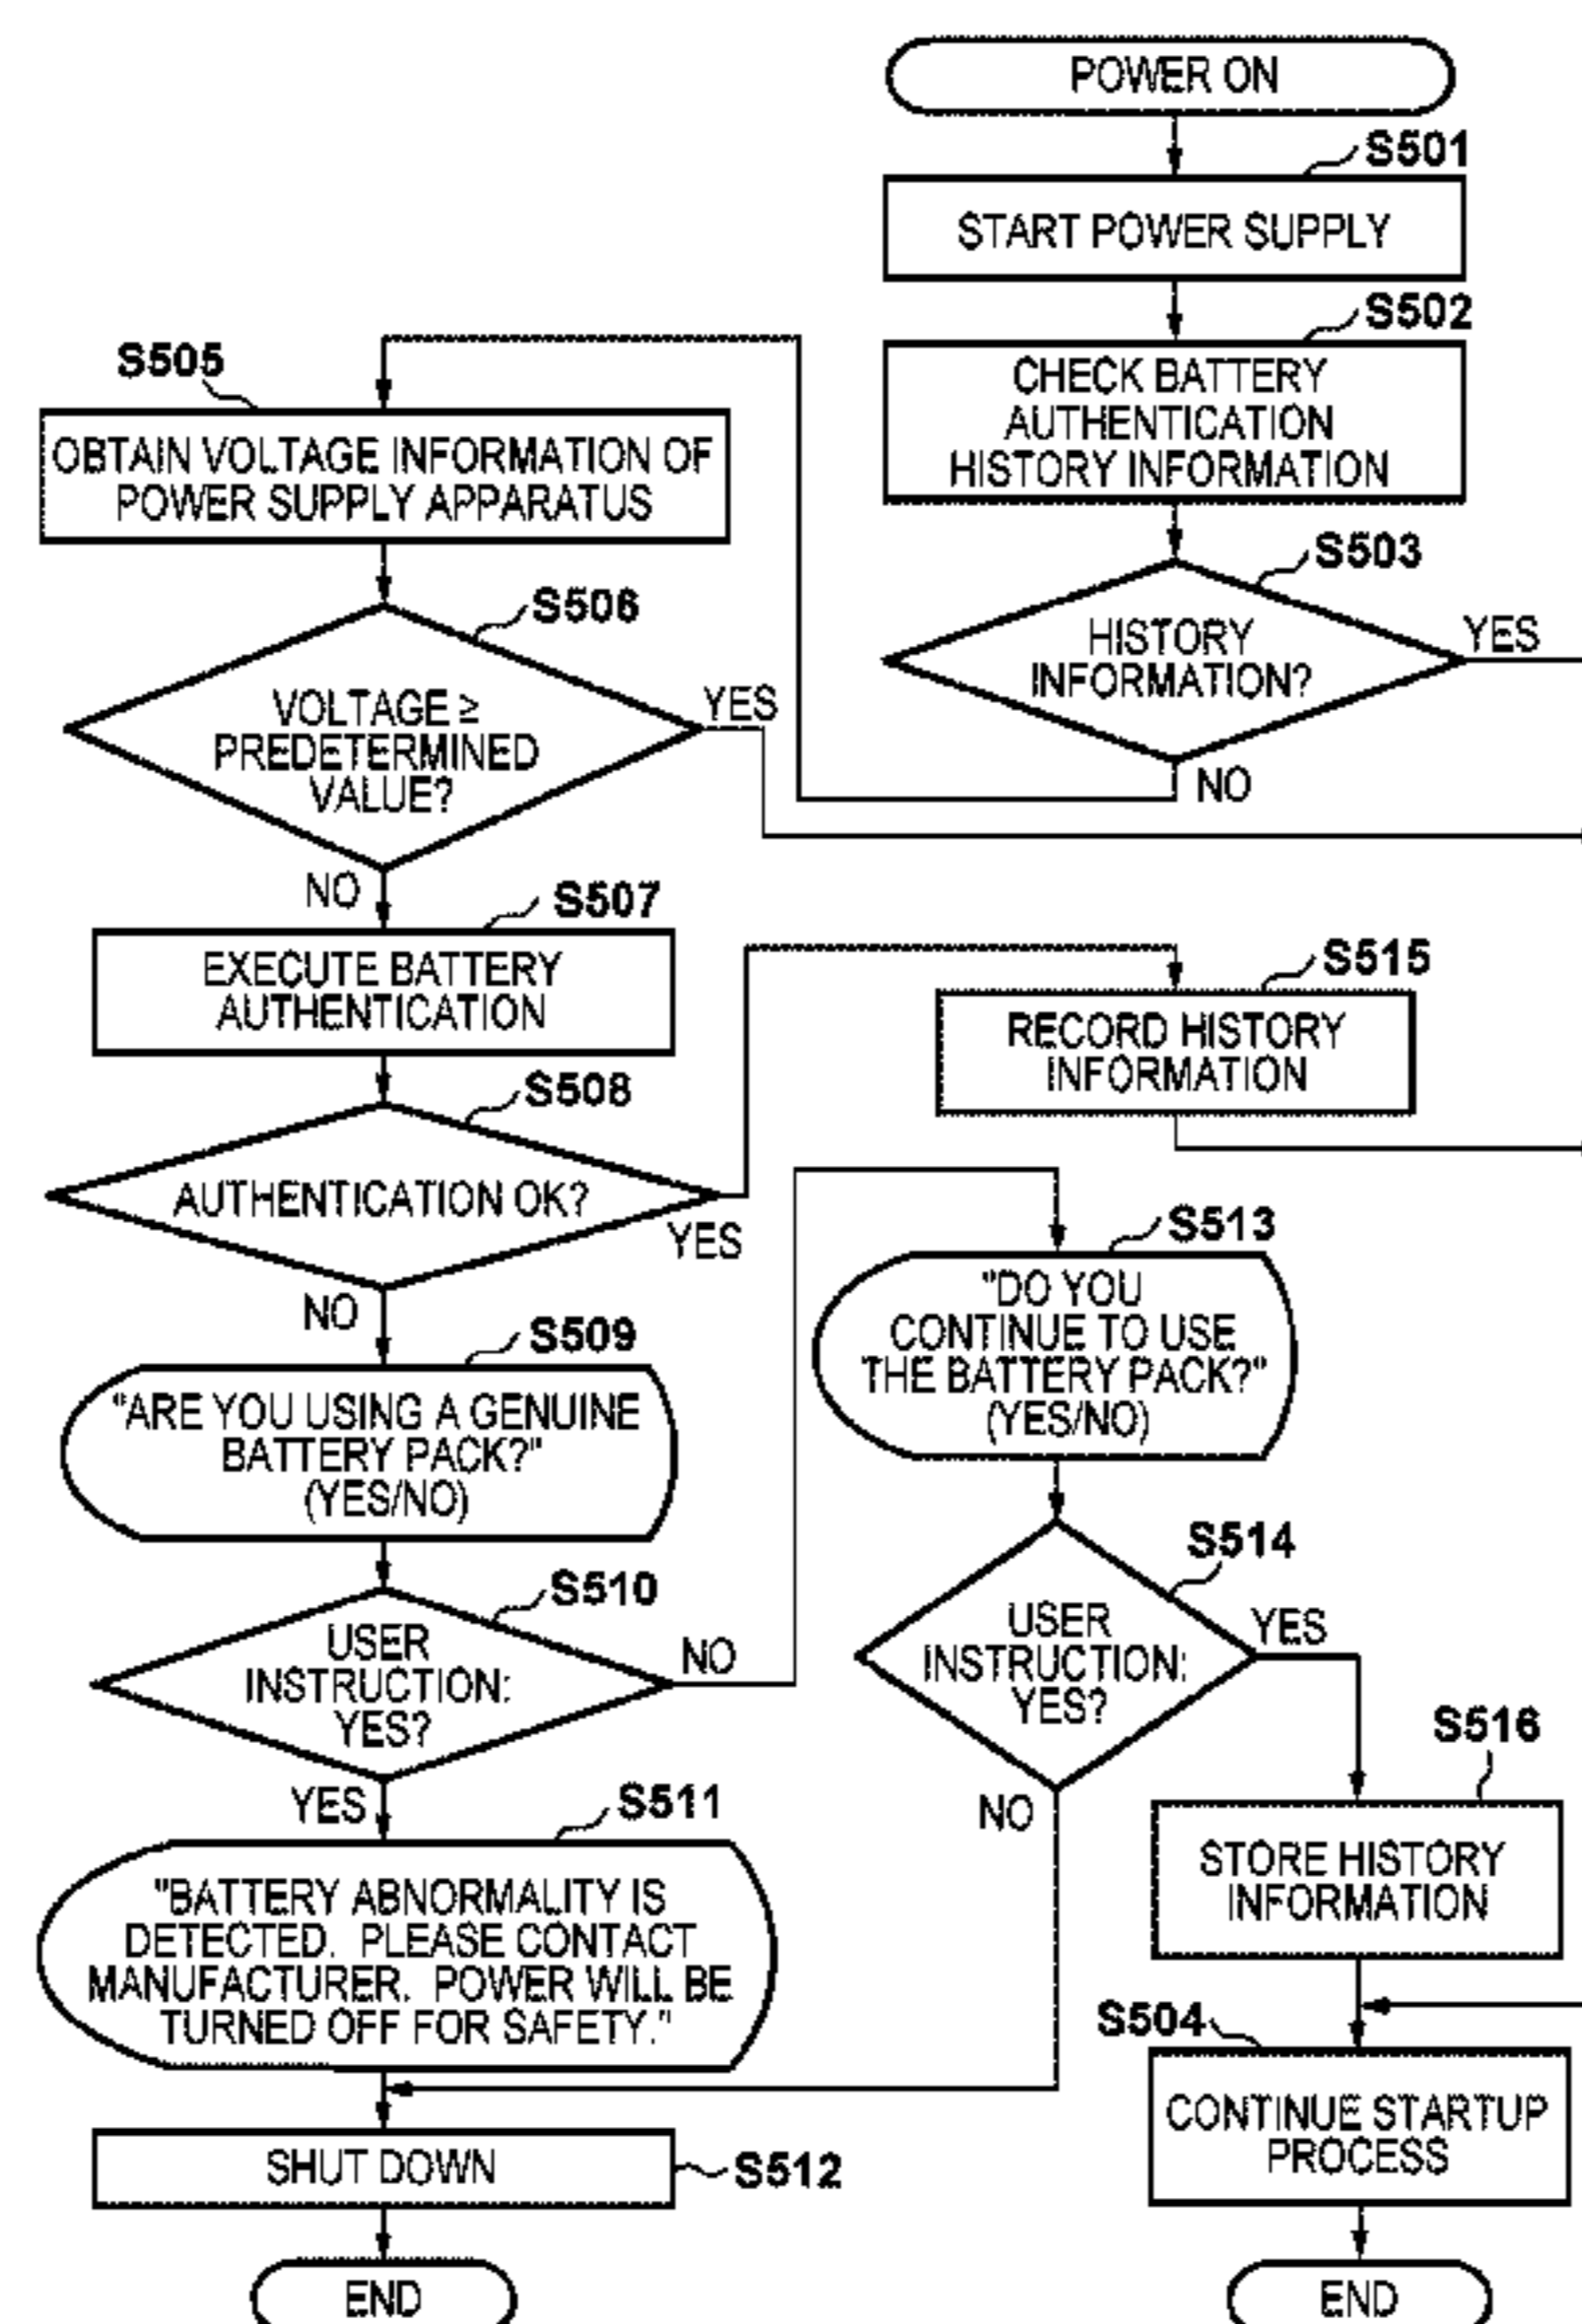 POWER ON
S501
START POWER SUPPLY
S502
CHECK BATTERY
AUTHENTICATION
HISTORY INFORMATION
S503
HISTORY
INFORMATION?
YES
NO
S505
OBTAIN VOLTAGE INFORMATION OF
POWER SUPPLY APPARATUS
S506
VOLTAGE ≥
PREDETERMINED
VALUE?
YES
NO
S507
EXECUTE BATTERY
AUTHENTICATION
S508
AUTHENTICATION OK?
YES
NO
S515
RECORD HISTORY
INFORMATION
S509
"ARE YOU USING A GENUINE
BATTERY PACK?"
(YES/NO)
S510
USER
INSTRUCTION:
YES?
NO
YES
S511
"BATTERY ABNORMALITY IS
DETECTED. PLEASE CONTACT
MANUFACTURER. POWER WILL BE
TURNED OFF FOR SAFETY."
SHUT DOWN
S512
END
S513
"DO YOU
CONTINUE TO USE
THE BATTERY PACK?"
(YES/NO)
S514
USER
INSTRUCTION:
YES?
YES
NO
S516
STORE HISTORY
INFORMATION
S504
CONTINUE STARTUP
PROCESS
END